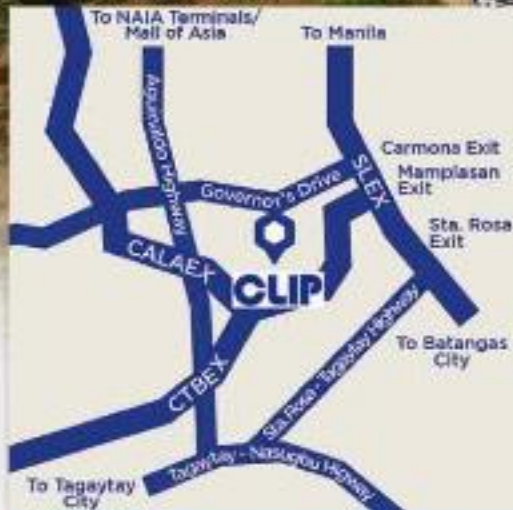 To NAIA Terminals/
Mall of Asia
To Manila
Aguinaldo Highway
Carmona Exit
SLEX
Mamplasan
Exit
Governor's Drive
Sta. Rosa
Exit
CALAEX
CLIP
Sta. Rosa - Tagaytay Highway
To Batangas
City
CTBEX
Tagaytay - Nasugbu Higway
To Tagaytay
City